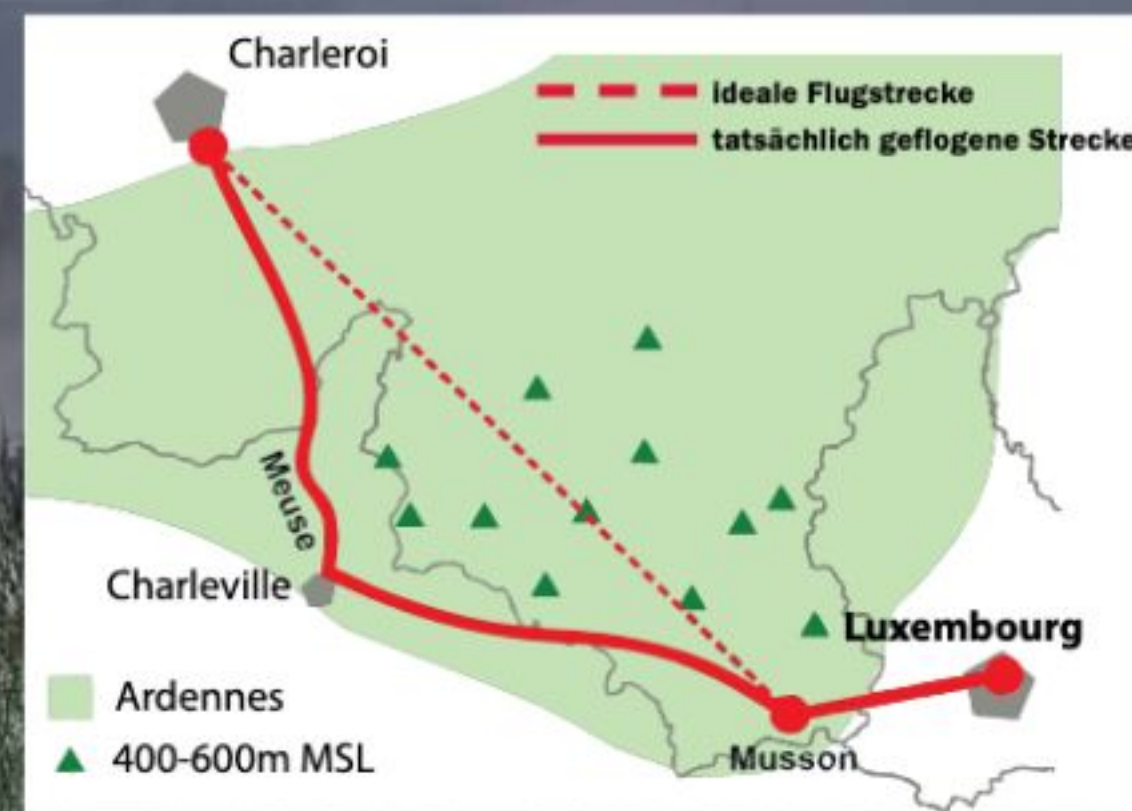 Charleroi
ideale Flugstrecke
tatsächlich geflogene Strecke
Meuse
Charleville
Luxembourg
Ardennes
400-600m MSL
Musson